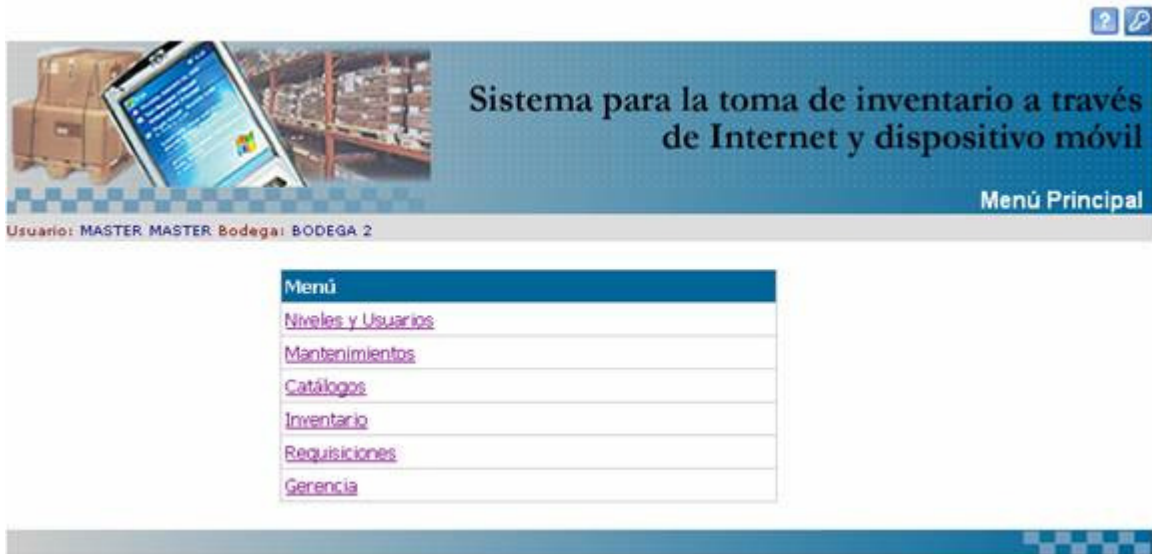 ?
Sistema para la toma de inventario a través
de Internet y dispositivo móvil
Menú Principal
Usuario: MASTER MASTER Bodega: BODEGA 2
Menú
Niveles y Usuarios
Mantenimientos
Catálogos
Inventario
Requisiciones
Gerencia